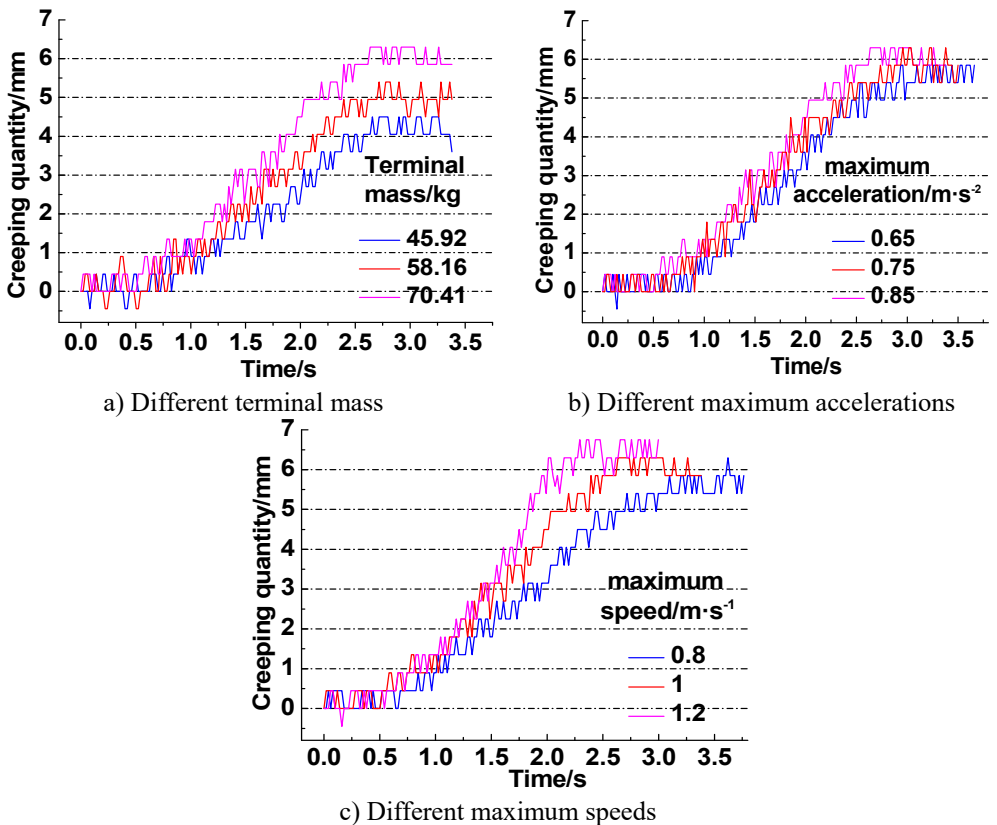 7
6
5
4
3
2
1
0
Creeping quantity/mm
Terminal
mass/kg
45.92
58.16
70.41
0.0 0.5 1.0 1.5 2.0 2.5 3.0 3.5
Time/s
a) Different terminal mass
7
6
5
4
3
2
1
0
Creeping quantity/mm
maximum
acceleration/m·s-2
0.65
0.75
0.85
0.0 0.5 1.0 1.5 2.0 2.5 3.0 3.5
Time/s
b) Different maximum accelerations
7
6
5
4
3
2
1
0
Creeping quantity/mm
maximum
speed/m·s-1
0.8
1
1.2
0.0 0.5 1.0 1.5 2.0 2.5 3.0 3.5
Time/s
c) Different maximum speeds